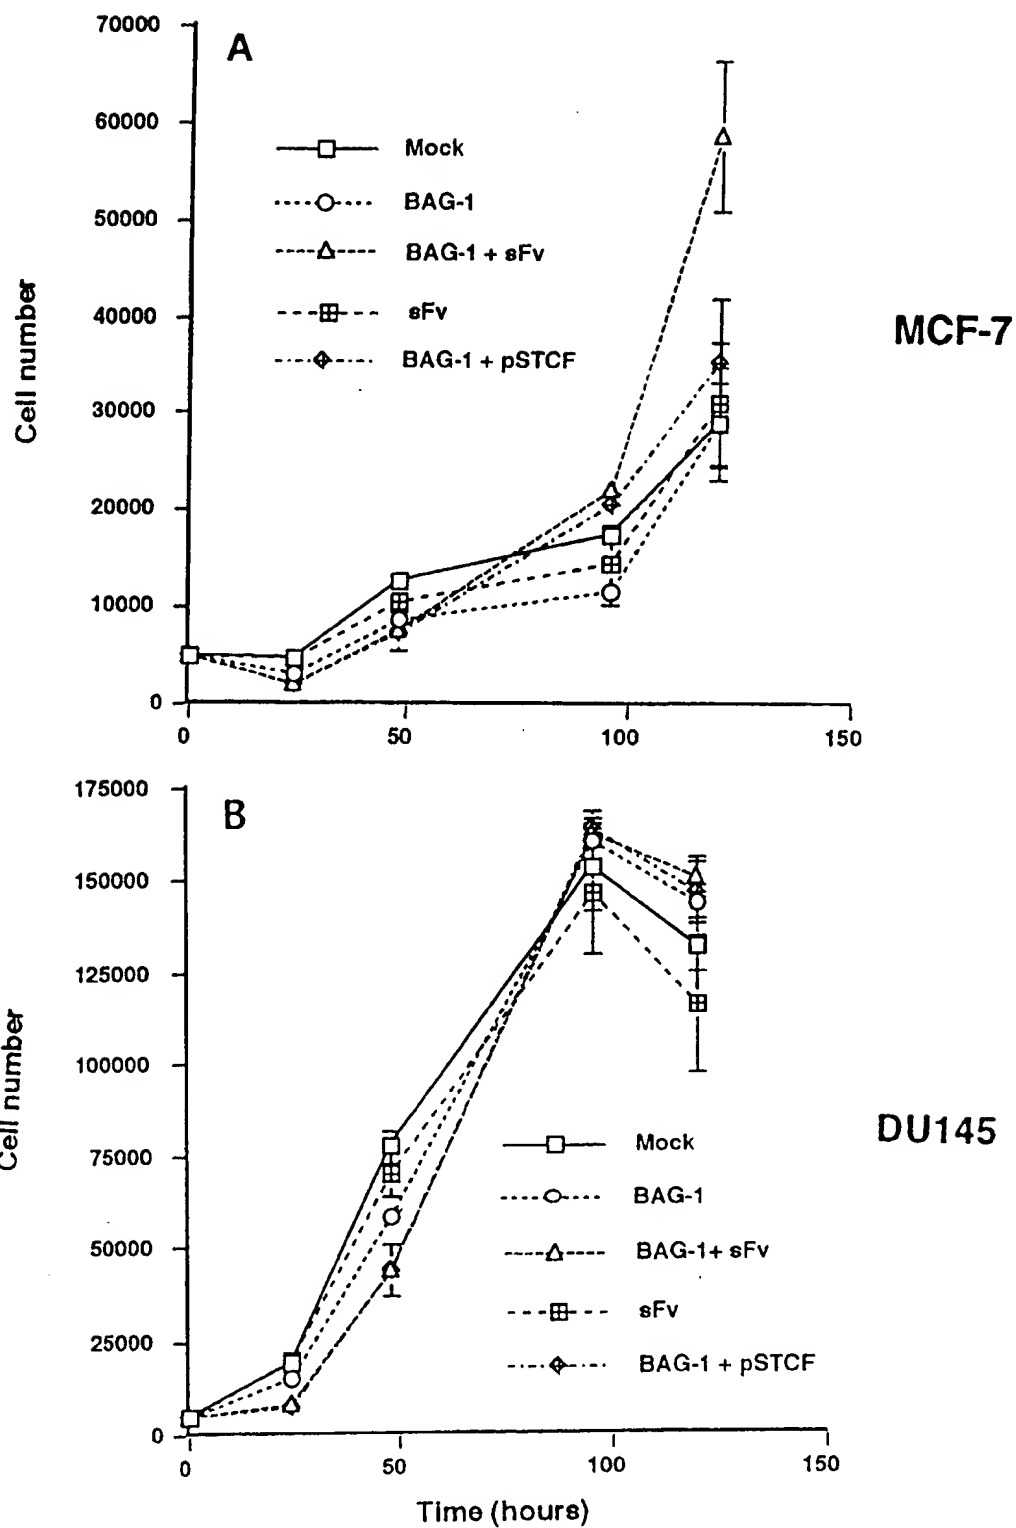 A
70000
60000
50000
40000
30000
20000
10000
0
Cell number
Mock
BAG-1
BAG-1 + sFv
sFv
BAG-1 + pSTCF
MCF-7
0 50 100 150
B
175000
150000
125000
100000
75000
50000
25000
0
Cell number
Mock
BAG-1
BAG-1+ sFv
sFv
BAG-1 + pSTCF
DU145
0 50 100 150
Time (hours)